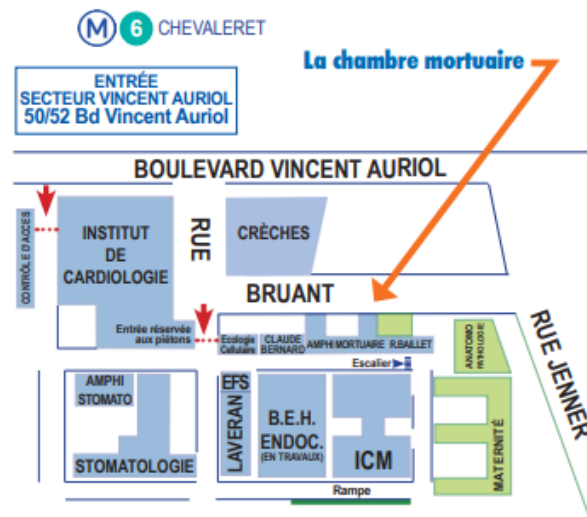 M 6 CHEVALERET
La chambre mortuaire
ENTRÉE
SECTEUR VINCENT AURIOL
50/52 Bd Vincent Auriol
BOULEVARD VINCENT AURIOL
CONTRÔLE D'ACCES
INSTITUT
DE
CARDIOLOGIE
RUE
CRÈCHES
BRUANT
RUE JENNER
Entrée réservée
aux piétons
Ecologie
Cellulaire
CLAUDE
BERNARD
AMPHI MORTUAIRE R.BAILLET
ANATOMO
PATHOLOGIE
Escalier
AMPHI
STOMATO
STOMATOLOGIE
EFS
LAVERAN
B.E.H.
ENDOC.
(EN TRAVAUX)
ICM
MATERNITÉ
Rampe